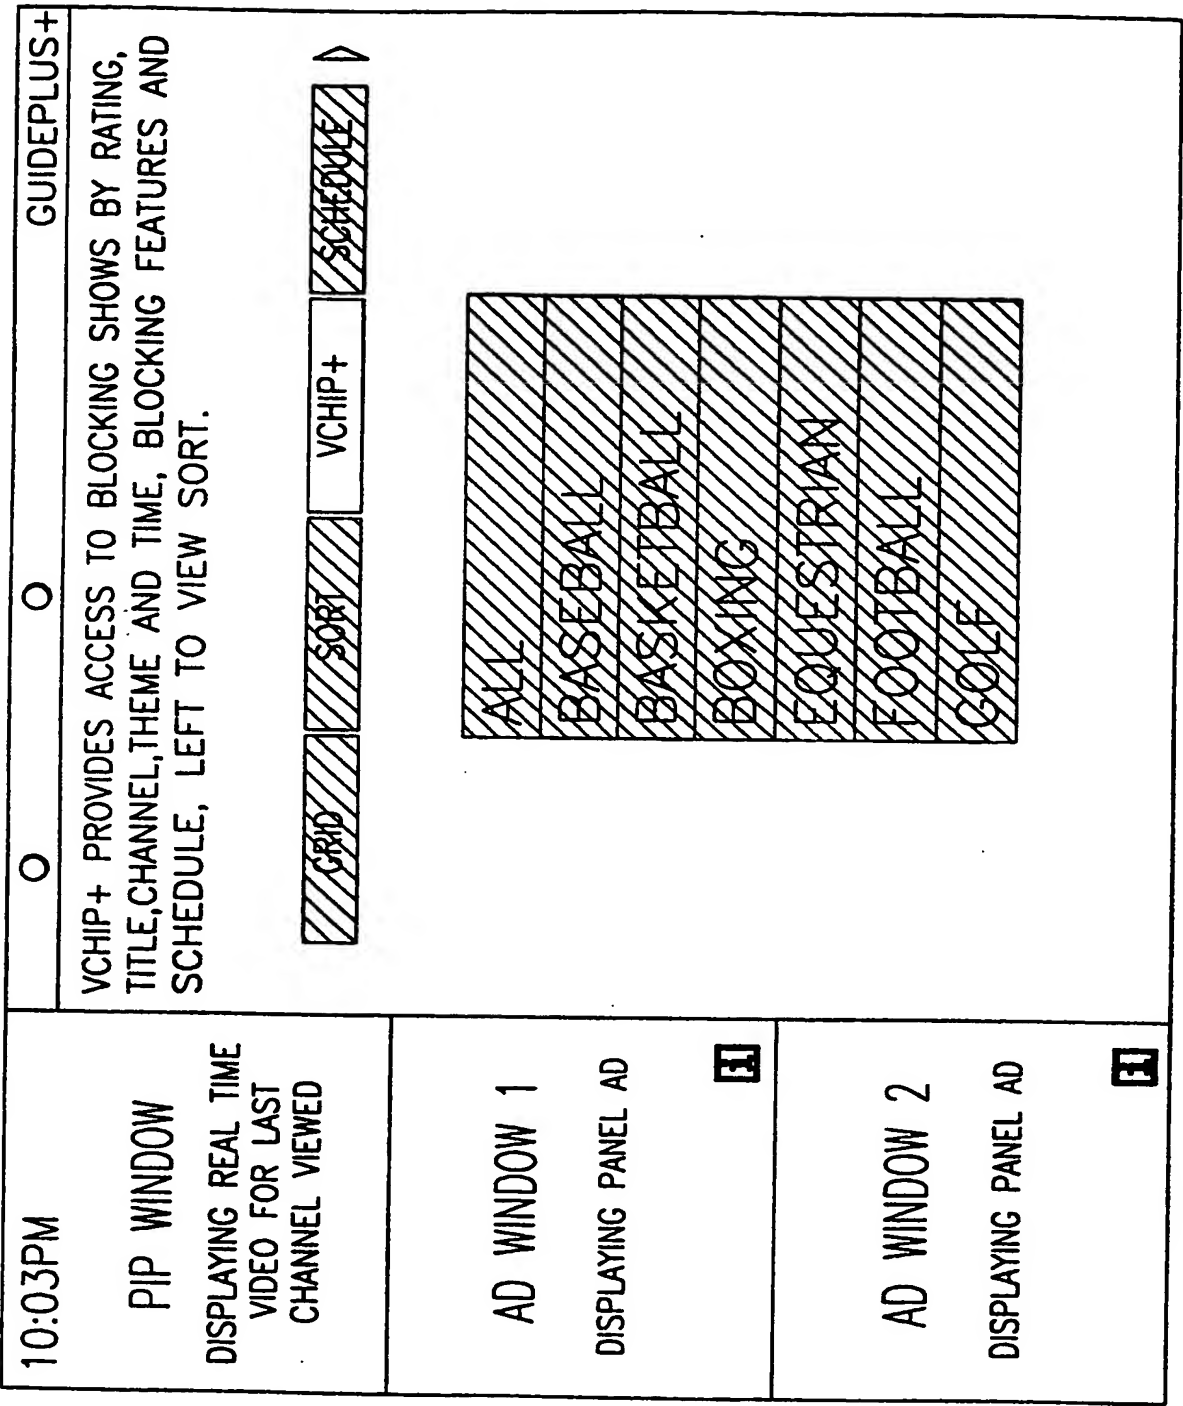 10:03PM
GUIDEPLUS+
PIP WINDOW
DISPLAYING REAL TIME
VIDEO FOR LAST
CHANNEL VIEWED
AD WINDOW 1
DISPLAYING PANEL AD
AD WINDOW 2
DISPLAYING PANEL AD
VCHIP+ PROVIDES ACCESS TO BLOCKING SHOWS BY RATING,
TITLE,CHANNEL,THEME AND TIME, BLOCKING FEATURES AND
SCHEDULE, LEFT TO VIEW SORT.
GRID SORT VCHIP+ SCHEDULE
ALL
BASEBALL
BASKETBALL
BOXING
EQUESTRIAN
FOOTBALL
GOLF